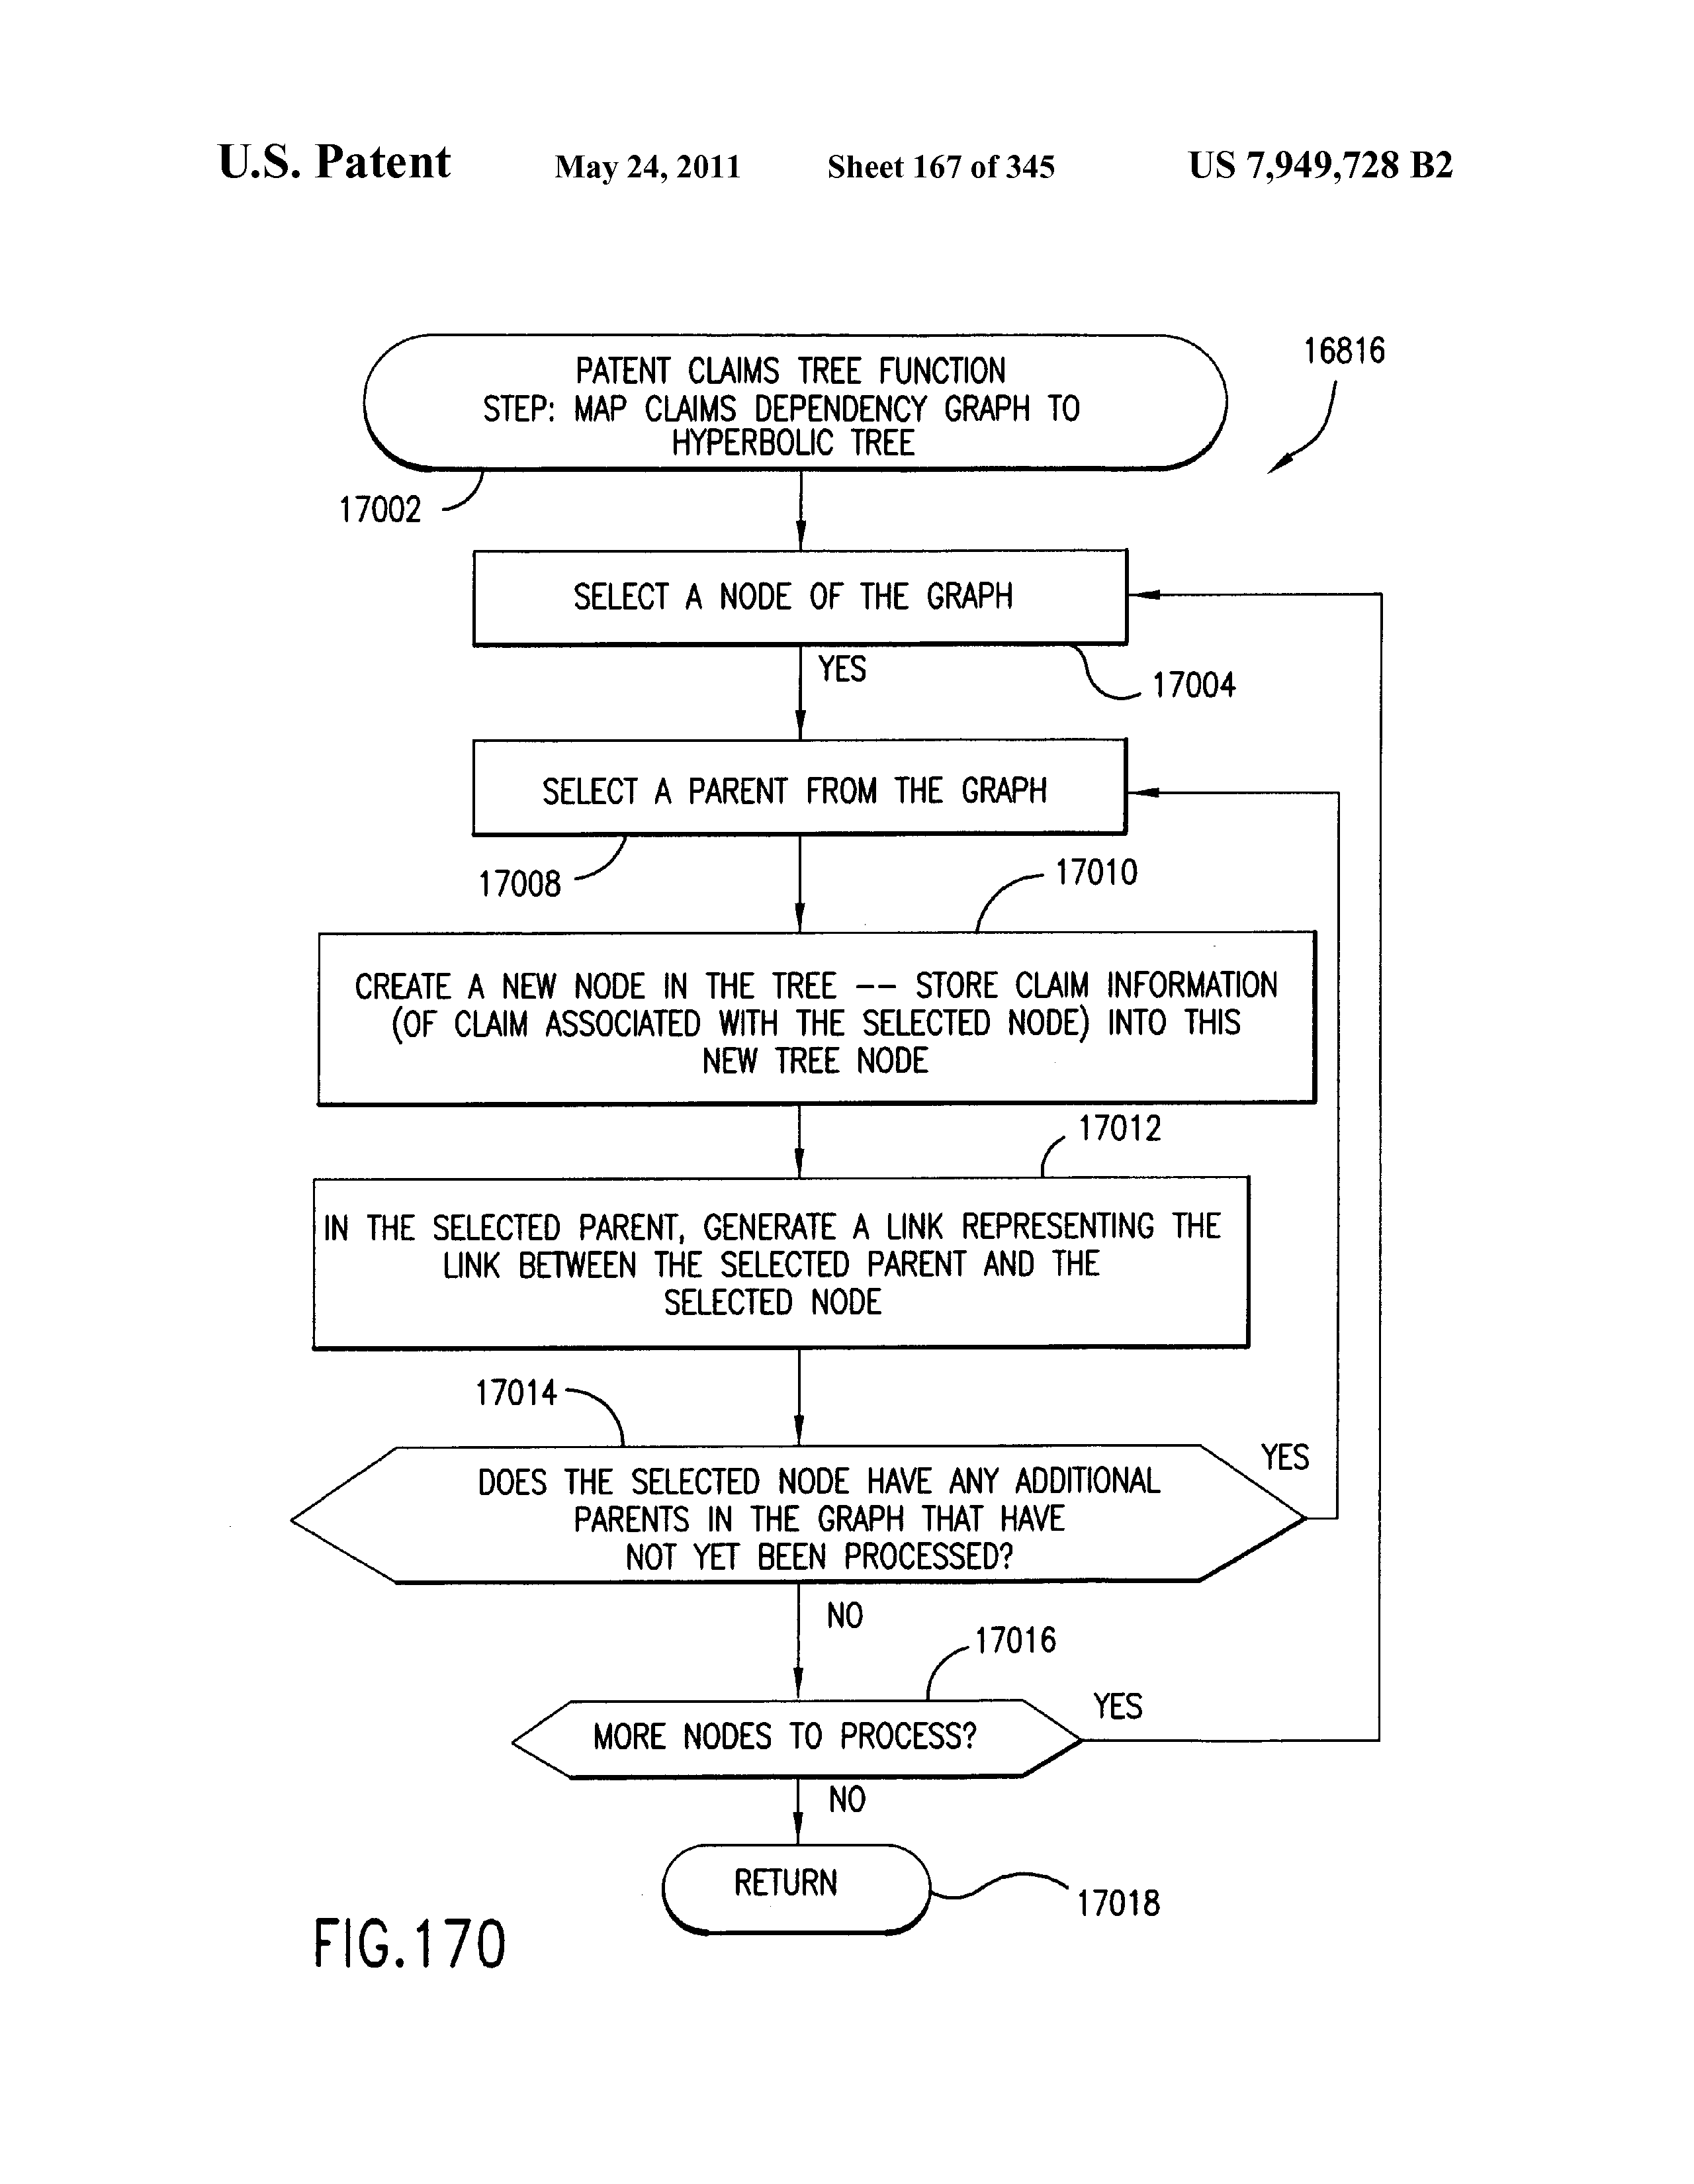 U.S. Patent May 24, 2011 Sheet 167 of 345 US 7,949,728 B2
16816
PATENT CLAIMS TREE FUNCTION
STEP: MAP CLAIMS DEPENDENCY GRAPH TO
HYPERBOLIC TREE
17002
SELECT A NODE OF THE GRAPH
YES
17004
SELECT A PARENT FROM THE GRAPH
17008
17010
CREATE A NEW NODE IN THE TREE -- STORE CLAIM INFORMATION
(OF CLAIM ASSOCIATED WITH THE SELECTED NODE) INTO THIS
NEW TREE NODE
17012
IN THE SELECTED PARENT, GENERATE A LINK REPRESENTING THE
LINK BETWEEN THE SELECTED PARENT AND THE
SELECTED NODE
17014
YES
DOES THE SELECTED NODE HAVE ANY ADDITIONAL
PARENTS IN THE GRAPH THAT HAVE
NOT YET BEEN PROCESSED?
NO
17016
YES
MORE NODES TO PROCESS?
NO
RETURN
17018
FIG.170